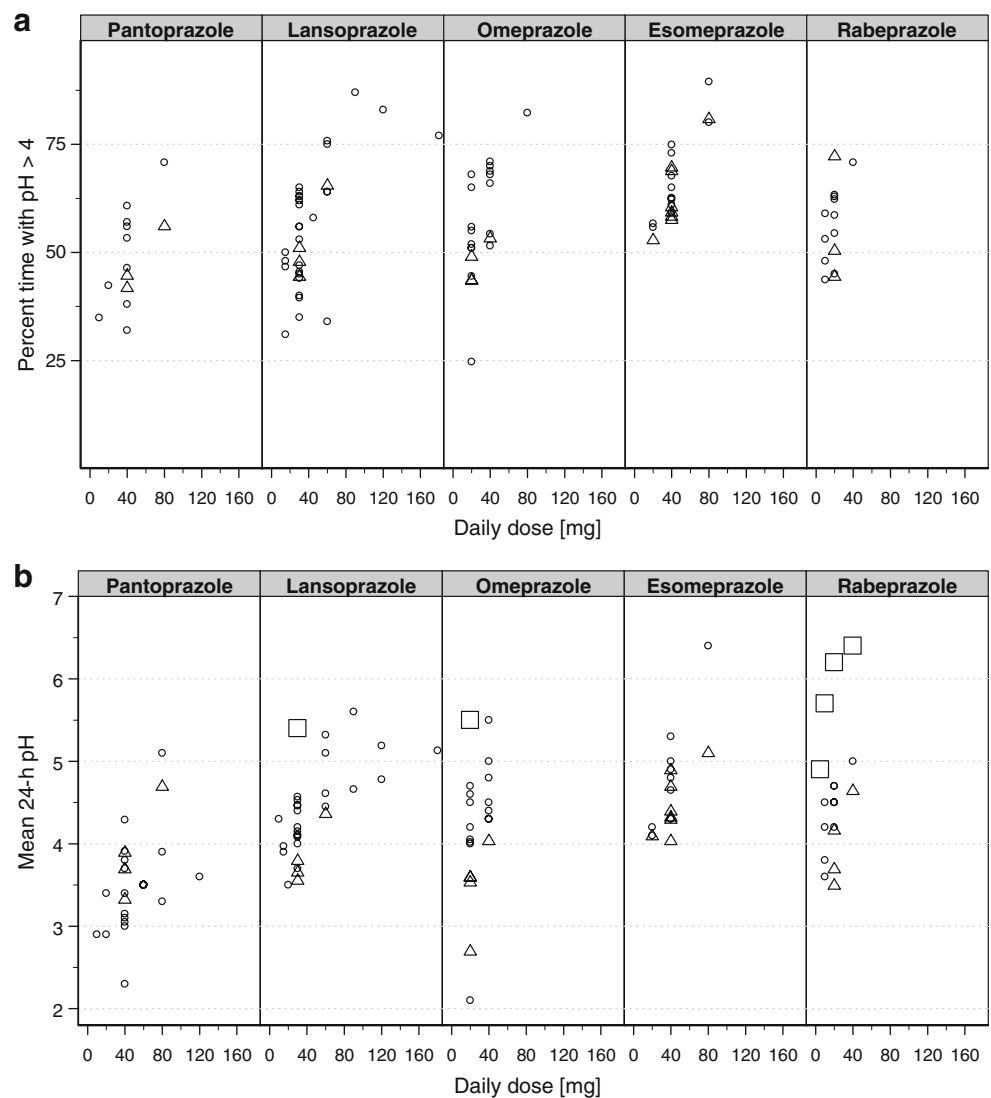 a
Pantoprazole Lansoprazole Omeprazole Esomeprazole Rabeprazole
Percent time with pH > 4
75
50
25
0 40 80 120 160 0 40 80 120 160 0 40 80 120 160 0 40 80 120 160 0 40 80 120 160
Daily dose [mg]
b
Pantoprazole Lansoprazole Omeprazole Esomeprazole Rabeprazole
Mean 24-h pH
7
6
5
4
3
2
0 40 80 120 160 0 40 80 120 160 0 40 80 120 160 0 40 80 120 160 0 40 80 120 160
Daily dose [mg]